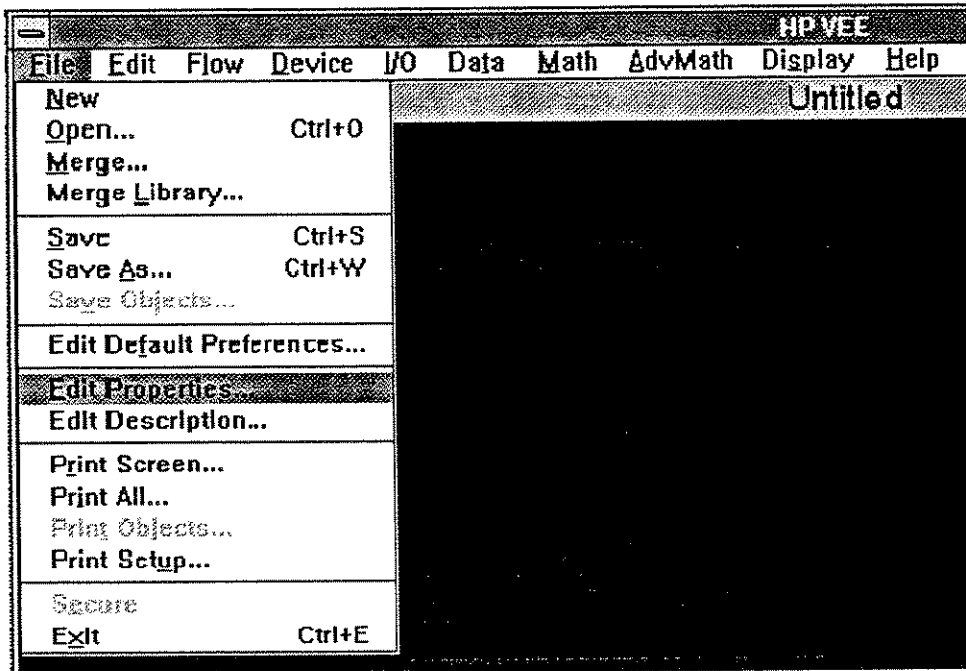 HP VEE
File Edit Flow Device I/O Data Math AdvMath Display Help
Untitled
New
Open... Ctrl+O
Merge...
Merge Library...
Save Ctrl+S
Save As... Ctrl+W
Save Objects...
Edit Default Preferences...
Edit Properties...
Edit Description...
Print Screen...
Print All...
Print Objects...
Print Setup...
Secure
Exit Ctrl+E